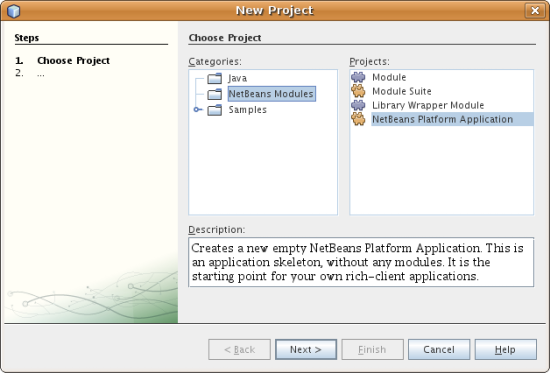 New Project
Steps
1. Choose Project
2. ...
Choose Project
Categories:
Java
NetBeans Modules
Samples
Projects:
Module
Module Suite
Library Wrapper Module
NetBeans Platform Application
Description:
Creates a new empty NetBeans Platform Application. This is
an application skeleton, without any modules. It is the
starting point for your own rich-client applications.
< Back
Next >
Finish
Cancel
Help